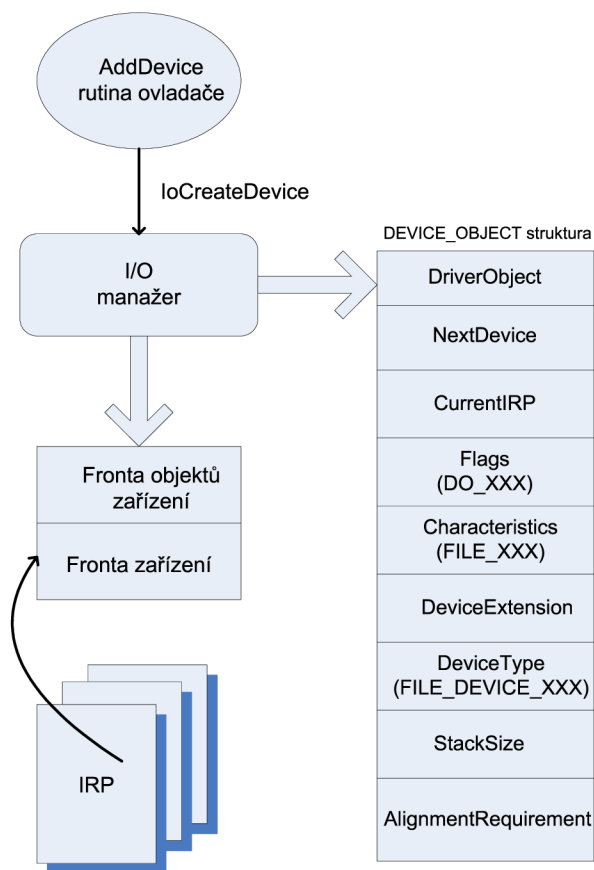 AddDevice
rutina ovladače
IoCreateDevice
I/O
manažer
Fronta objektů
zařízení
Fronta zařízení
IRP
DEVICE_OBJECT struktura
DriverObject
NextDevice
CurrentIRP
Flags
(DO_XXX)
Characteristics
(FILE_XXX)
DeviceExtension
DeviceType
(FILE_DEVICE_XXX)
StackSize
AlignmentRequirement